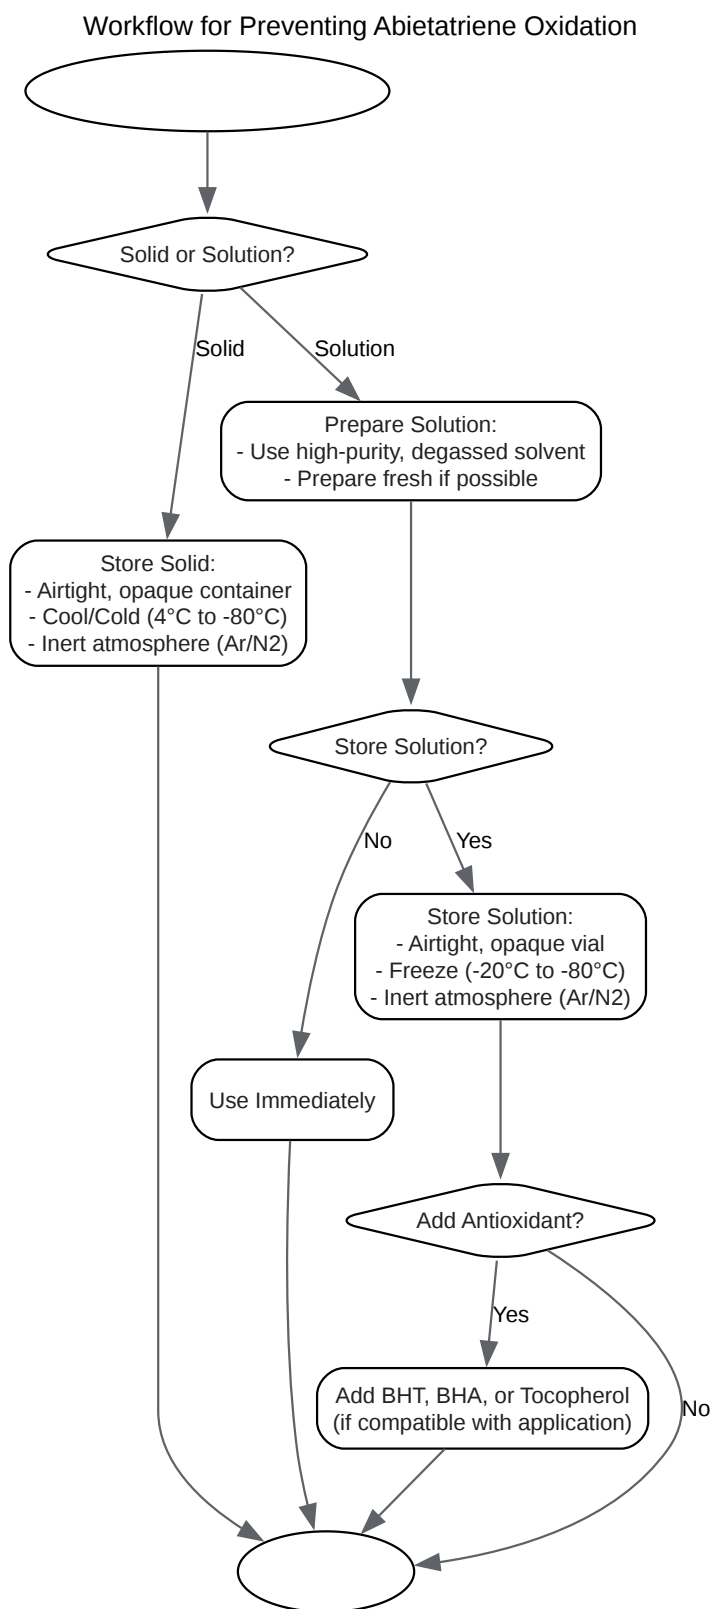 Workflow for Preventing Abietatriene Oxidation
Solid or Solution?
Solid
Solution
Prepare Solution:
- Use high-purity, degassed solvent
- Prepare fresh if possible
Store Solid:
- Airtight, opaque container
- Cool/Cold (4°C to -80°C)
- Inert atmosphere (Ar/N2)
Store Solution?
No
Yes
Store Solution:
- Airtight, opaque vial
- Freeze (-20°C to -80°C)
- Inert atmosphere (Ar/N2)
Use Immediately
Add Antioxidant?
Yes
Add BHT, BHA, or Tocopherol
(if compatible with application)
No